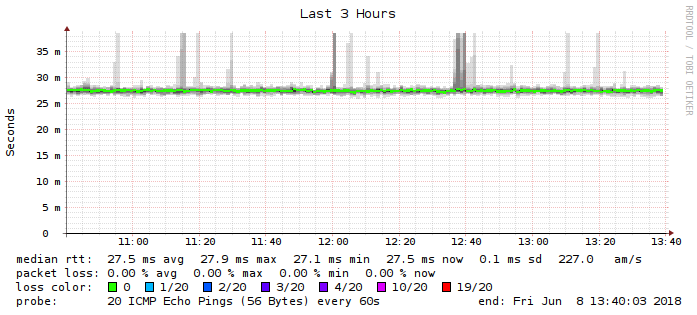 Last 3 Hours
RRDTOOL / TOBI OETIKER
Seconds
35 m
30 m
25 m
20 m
15 m
10 m
5 m
0
11:00 11:20 11:40 12:00 12:20 12:40 13:00 13:20 13:40
median rtt: 27.5 ms avg 27.9 ms max 27.1 ms min 27.5 ms now 0.1 ms sd 227.0 am/s
packet loss: 0.00 % avg 0.00 % max 0.00 % min 0.00 % now
loss color: 0 1/20 2/20 3/20 4/20 10/20 19/20
probe: 20 ICMP Echo Pings (56 Bytes) every 60s end: Fri Jun 8 13:40:03 2018